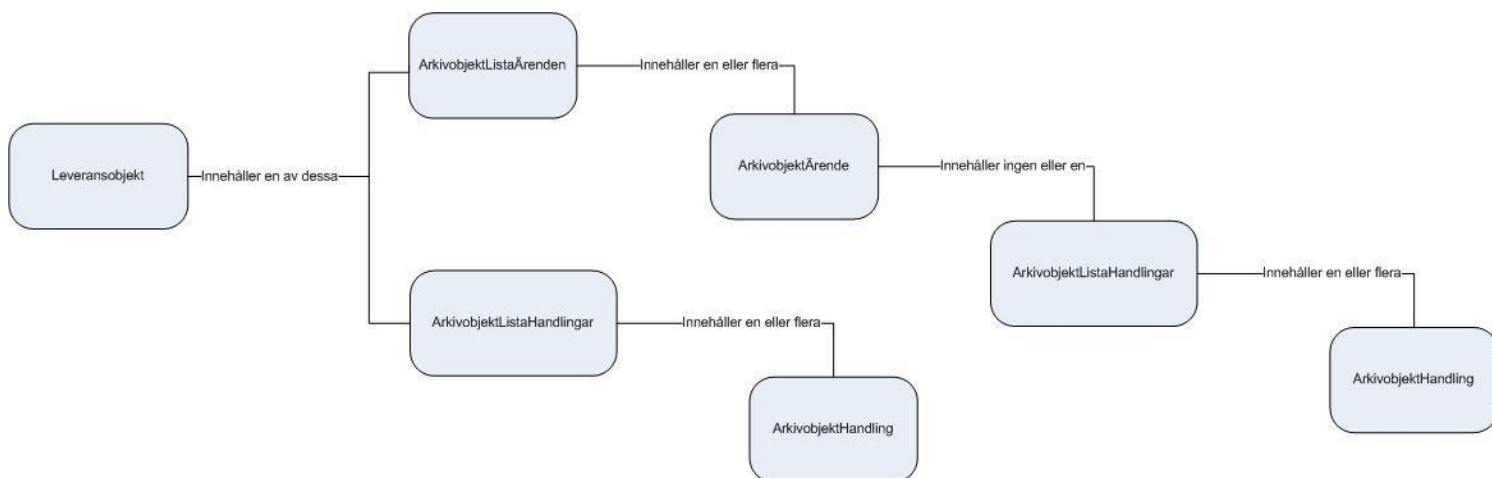 ArkivobjektListaÄrenden
Innehåller en eller flera
Leveransobjekt
Innehåller en av dessa
ArkivobjektÄrende
Innehåller ingen eller en
ArkivobjektListaHandlingar
Innehåller en eller flera
ArkivobjektListaHandlingar
Innehåller en eller flera
ArkivobjektHandling
ArkivobjektHandling